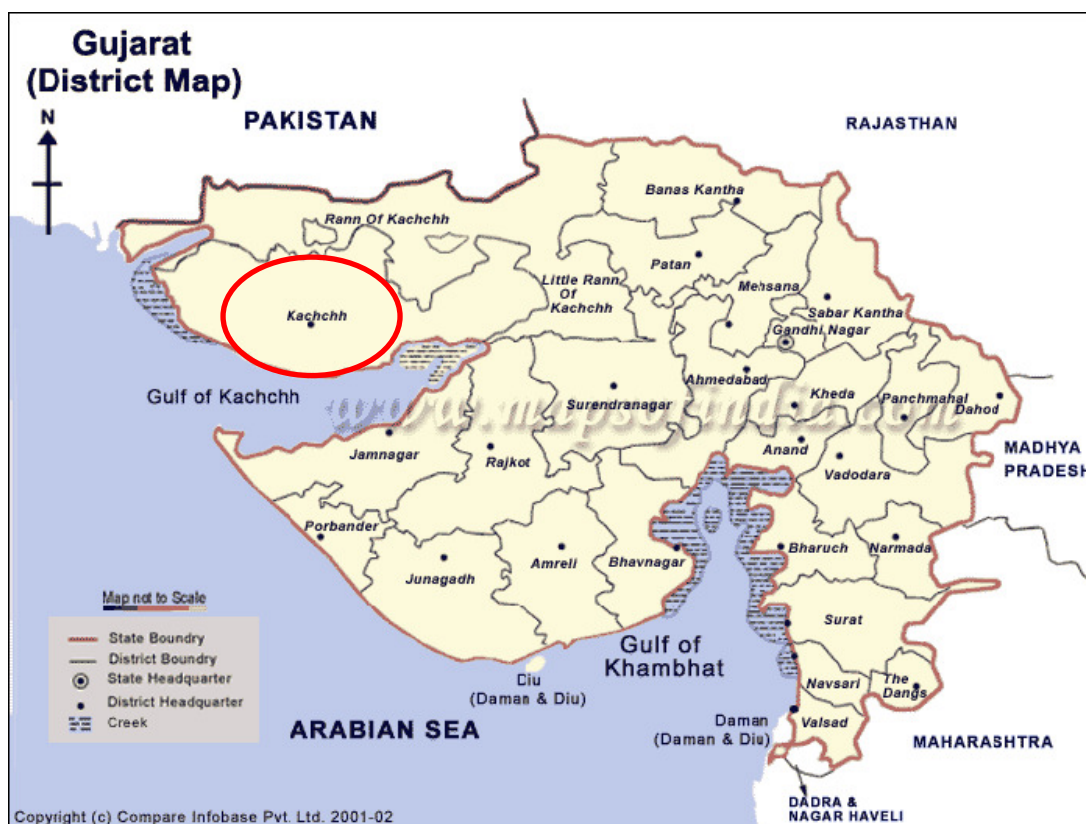 Gujarat
(District Map)
N
PAKISTAN
RAJASTHAN
Banas Kantha
Rann Of Kachchh
Patan
Mehsana
Little Rann
Of
Kachchh
Sabar Kantha
Kachchh
Gandhi Nagar
Gulf of Kachchh
Ahmedabad
Kheda
Panchmahal
Dahod
Surendranagar
www.mapsofindia.com
Jamnagar
Rajkot
Anand
Vadodara
MADHYA
PRADESH
Porbander
Junagadh
Amreli
Bhavnagar
Bharuch
Narmada
Map not to Scale
State Boundry
District Boundry
State Headquarter
District Headquarter
Creek
Surat
Gulf of
Khambhat
Diu
(Daman & Diu)
Navsari
The
Dangs
Valsad
Daman
(Daman & Diu)
ARABIAN SEA
MAHARASHTRA
DADRA &
NAGAR HAVELI
Copyright (c) Compare Infobase Pvt. Ltd. 2001-02